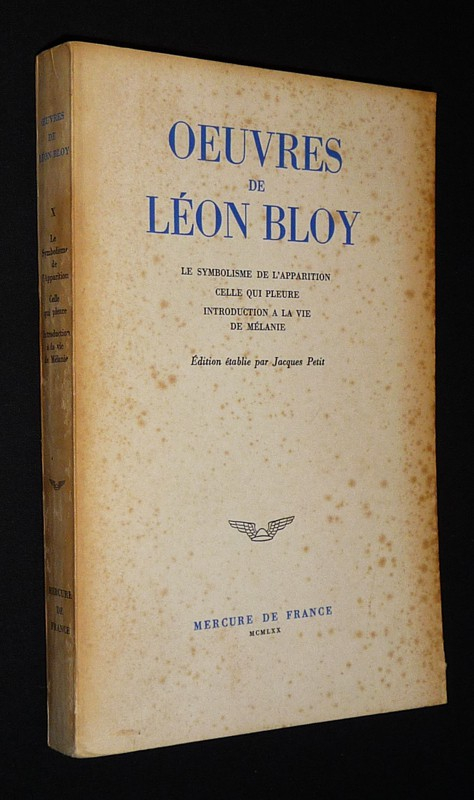 OEUVRES
DE
LÉON BLOY
X
Le
Symbolisme
de
l'Apparition
Celle
qui pleure
Introduction
a la vie
de Mélanie
MERCURE
DE
FRANCE
OEUVRES
DE
LÉON BLOY
LE SYMBOLISME DE L'APPARITION
CELLE QUI PLEURE
INTRODUCTION A LA VIE
DE MÉLANIE
Édition établie par Jacques Petit
MERCURE DE FRANCE
MCMLXX